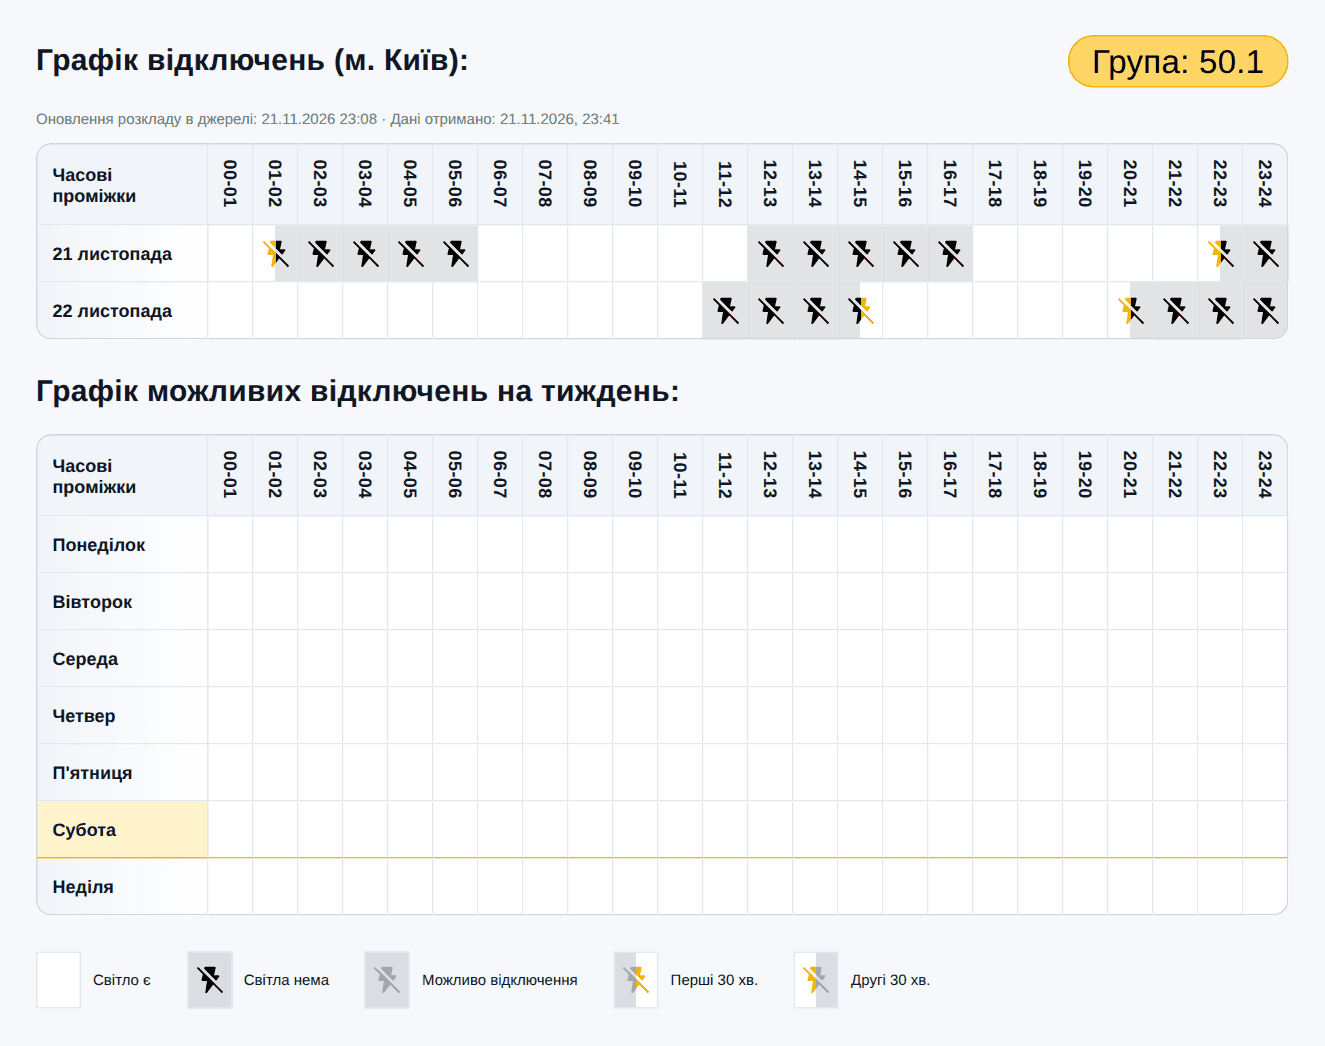 Графік відключень (м. Київ):
Група: 50.1
Оновлення розкладу в джерелі: 21.11.2026 23:08 · Дані отримано: 21.11.2026, 23:41
Часові
проміжки
00-01 01-02 02-03 03-04 04-05 05-06 06-07 07-08 08-09 09-10 10-11 11-12 12-13 13-14 14-15 15-16 16-17 17-18 18-19 19-20 20-21 21-22 22-23 23-24
21 листопада
22 листопада
Графік можливих відключень на тиждень:
Часові
проміжки
00-01 01-02 02-03 03-04 04-05 05-06 06-07 07-08 08-09 09-10 10-11 11-12 12-13 13-14 14-15 15-16 16-17 17-18 18-19 19-20 20-21 21-22 22-23 23-24
Понеділок
Вівторок
Середа
Четвер
П'ятниця
Субота
Неділя
Світло є Світла нема Можливо відключення Перші 30 хв. Другі 30 хв.